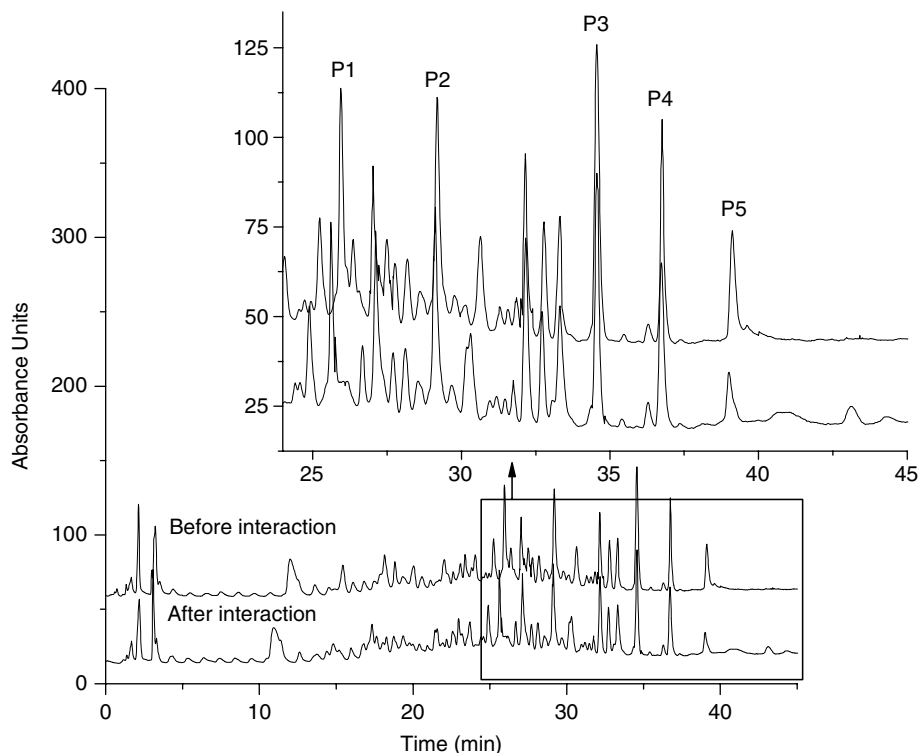 P3
125
P1
P2
P4
400
100
P5
75
300
50
25
Absorbance Units
200
25
30
35
40
45
Before interaction
100
After interaction
0
0
10
20
30
40
Time (min)